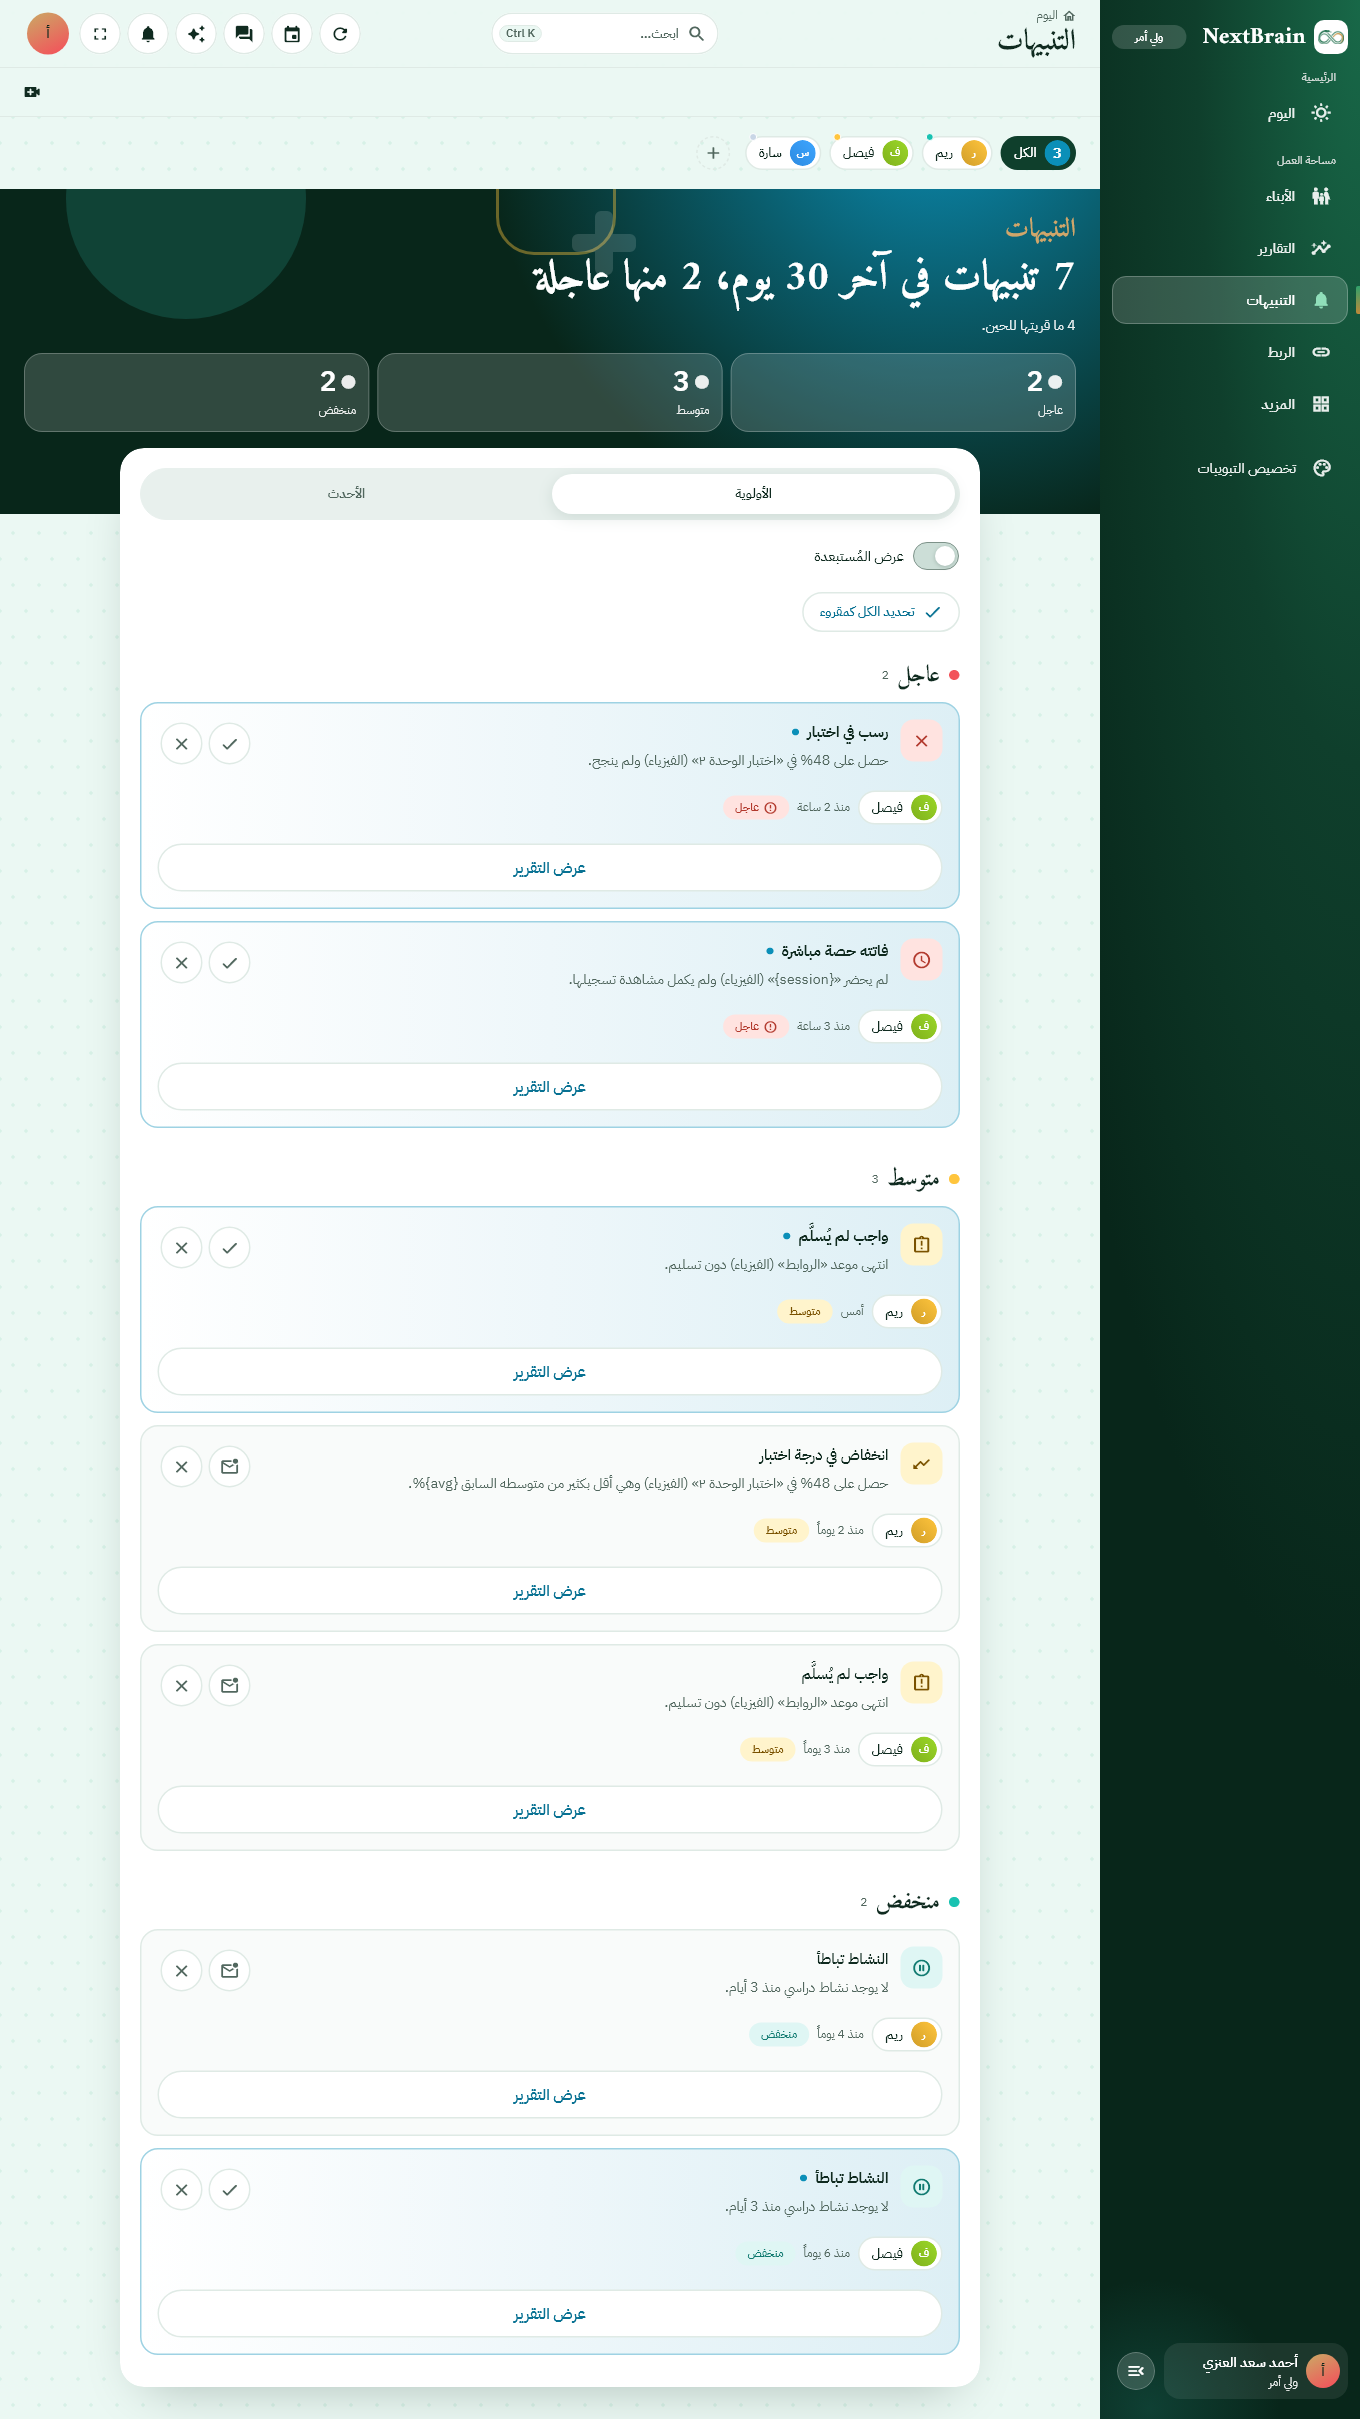 NextBrain
ولي أمر
الرئيسية
اليوم
مساحة العمل
الأبناء
التقارير
التنبيهات
الربط
المزيد
تخصيص التبويبات
أ
أحمد سعد العنزي
ولي أمر
اليوم
التنبيهات
ابحث...
Ctrl K
أ
3 الكل
ر ريم
ف فيصل
س سارة
التنبيهات
7 تنبيهات في آخر 30 يوم، 2 منها عاجلة
4 ما قريتها للحين.
2
عاجل
3
متوسط
2
منخفض
الأولوية
الأحدث
عرض المُستبعدة
تحديد الكل كمقروء
عاجل 2
رسب في اختبار
حصل على 48% في «اختبار الوحدة ٢» (الفيزياء) ولم ينجح.
ف فيصل منذ 2 ساعة عاجل
عرض التقرير
فاتته حصة مباشرة
لم يحضر «{session}» (الفيزياء) ولم يكمل مشاهدة تسجيلها.
ف فيصل منذ 3 ساعة عاجل
عرض التقرير
متوسط 3
واجب لم يُسلَّم
انتهى موعد «الروابط» (الفيزياء) دون تسليم.
ر ريم أمس متوسط
عرض التقرير
انخفاض في درجة اختبار
حصل على 48% في «اختبار الوحدة ٢» (الفيزياء) وهي أقل بكثير من متوسطه السابق {avg}%.
ر ريم منذ 2 يوماً متوسط
عرض التقرير
واجب لم يُسلَّم
انتهى موعد «الروابط» (الفيزياء) دون تسليم.
ف فيصل منذ 3 يوماً متوسط
عرض التقرير
منخفض 2
النشاط تباطأ
لا يوجد نشاط دراسي منذ 3 أيام.
ر ريم منذ 4 يوماً منخفض
عرض التقرير
النشاط تباطأ
لا يوجد نشاط دراسي منذ 3 أيام.
ف فيصل منذ 6 يوماً منخفض
عرض التقرير